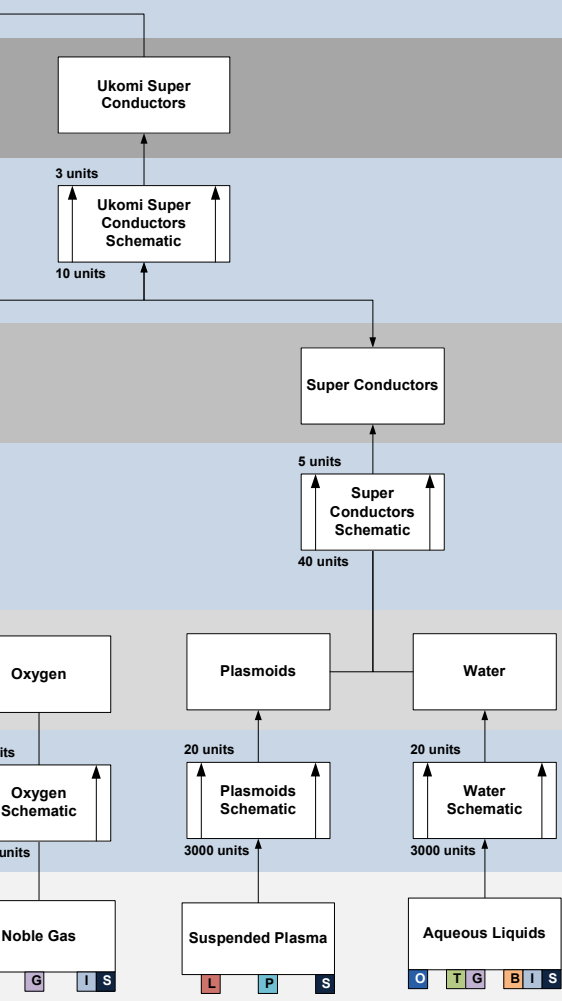 Ukomi Super
Conductors
3 units
Ukomi Super
Conductors
Schematic
10 units
Super Conductors
5 units
Super
Conductors
Schematic
40 units
Oxygen
Plasmoids
Water
its
20 units
20 units
Oxygen
Schematic
Plasmoids
Schematic
Water
Schematic
units
3000 units
3000 units
Noble Gas
Suspended Plasma
Aqueous Liquids
G I S
L P S
O T G B I S